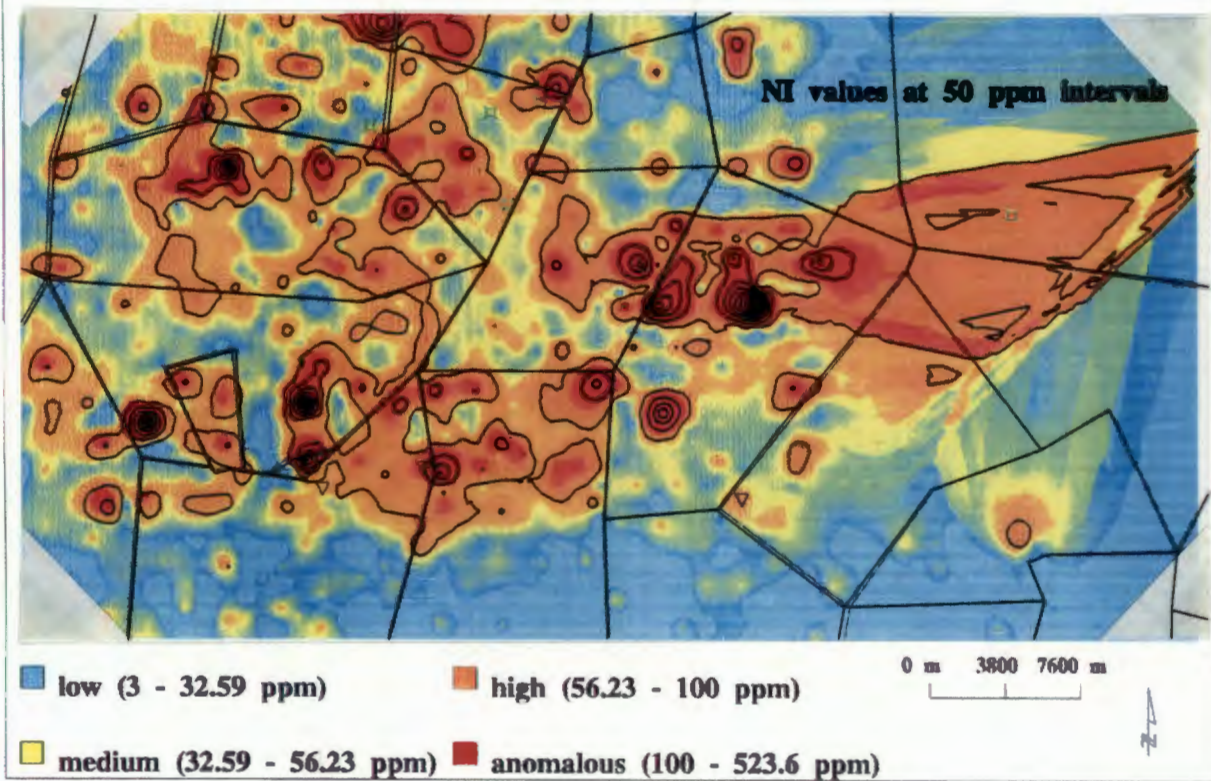 NI values at 50 ppm intervals
low (3 - 32.59 ppm)
high (56.23 - 100 ppm)
0 m 3800 7600 m
medium (32.59 - 56.23 ppm)
anomalous (100 - 523.6 ppm)
N